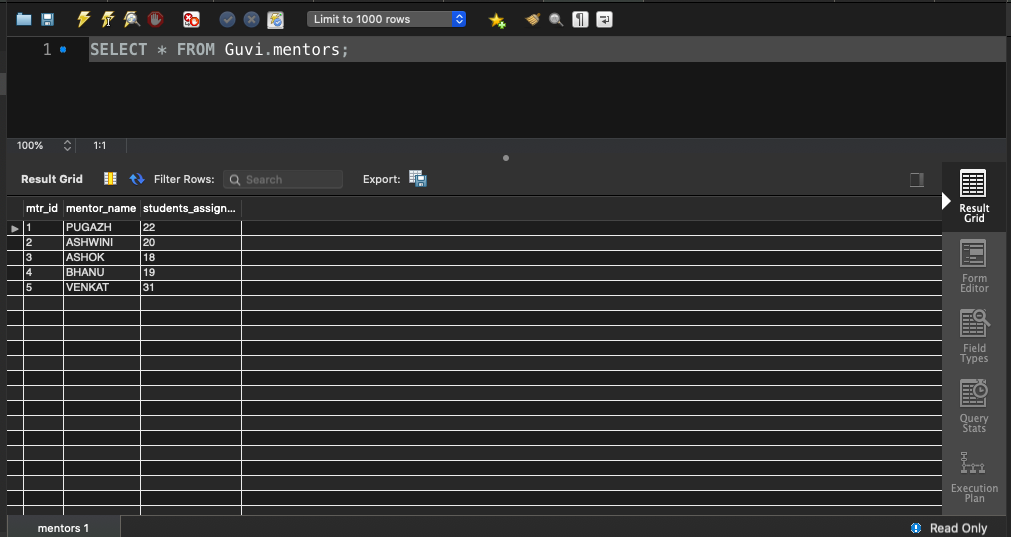 Limit to 1000 rows
1 SELECT * FROM Guvi.mentors;
100% 1:1
Result Grid Filter Rows: Search Export:
mtr_id mentor_name students_assign...
1 PUGAZH 22
2 ASHWINI 20
3 ASHOK 18
4 BHANU 19
5 VENKAT 31
Result
Grid
Form
Editor
Field
Types
Query
Stats
Execution
Plan
mentors 1 Read Only